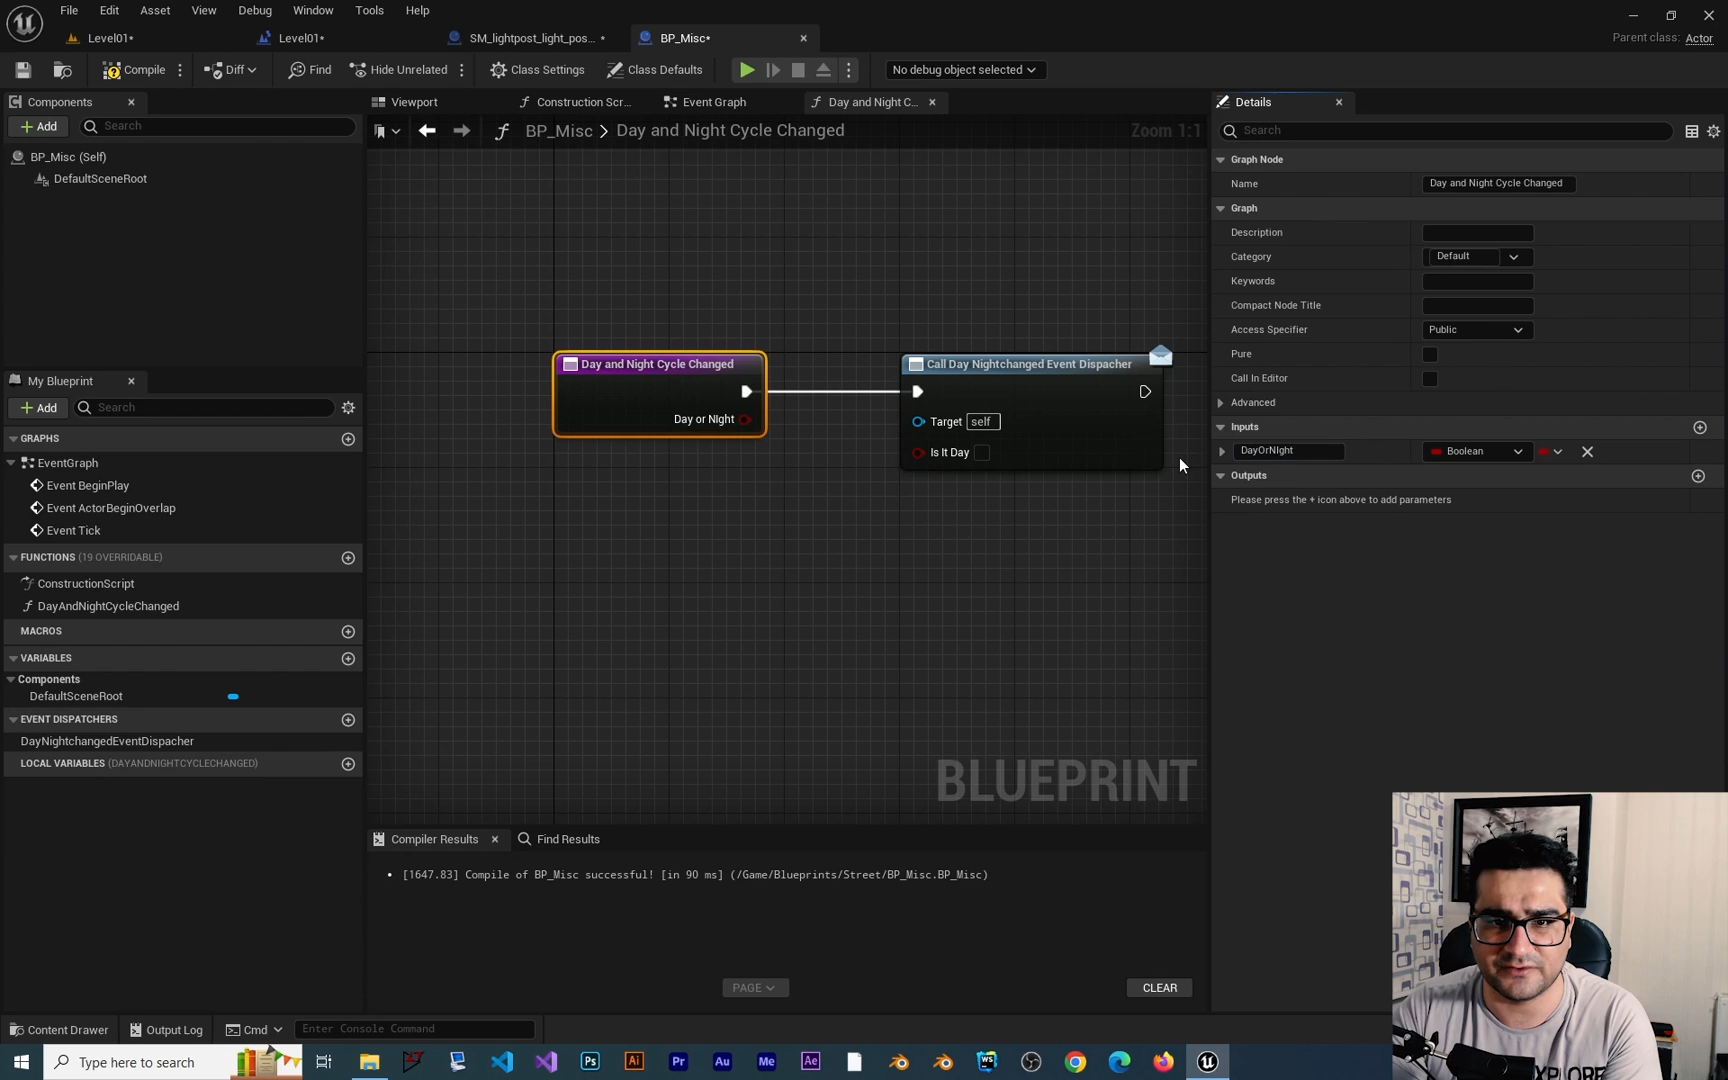 File Edit Asset View Debug Window Tools Help
Level01* Level01* SM_lightpost_light_pos... * BP_Misc* Parent class: Actor
Compile Diff Find Hide Unrelated Class Settings Class Defaults No debug object selected
Components
Add Search
BP_Misc (Self)
DefaultSceneRoot
My Blueprint
Add Search
GRAPHS
EventGraph
Event BeginPlay
Event ActorBeginOverlap
Event Tick
FUNCTIONS (19 OVERRIDABLE)
ConstructionScript
DayAndNightCycleChanged
MACROS
VARIABLES
Components
DefaultSceneRoot
EVENT DISPATCHERS
DayNightchangedEventDispacher
LOCAL VARIABLES (DAYANDNIGHTCYCLECHANGED)
Viewport Construction Scr... Event Graph Day and Night C...
BP_Misc > Day and Night Cycle Changed Zoom 1:1
Day and Night Cycle Changed
Day or NIght
Call Day Nightchanged Event Dispacher
Target self
Is It Day
BLUEPRINT
Compiler Results Find Results
• [1647.83] Compile of BP_Misc successful! [in 90 ms] (/Game/Blueprints/Street/BP_Misc.BP_Misc)
PAGE CLEAR
Details
Search
Graph Node
Name Day and Night Cycle Changed
Graph
Description
Category Default
Keywords
Compact Node Title
Access Specifier Public
Pure
Call In Editor
Advanced
Inputs
DayOrNIght Boolean
Outputs
Please press the + icon above to add parameters
EXPLORE
Content Drawer Output Log Cmd Enter Console Command
Type here to search Ps Ai Pr Au Me Ae WS